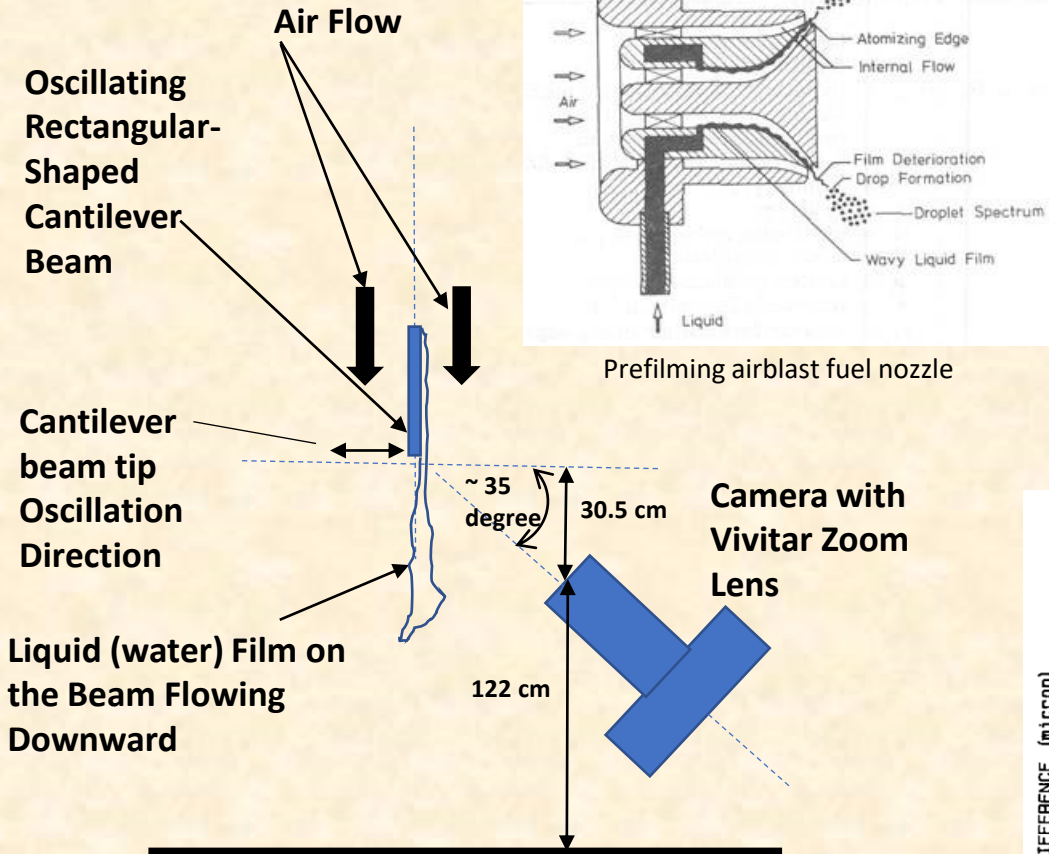 Air Flow
Oscillating
Rectangular-
Shaped
Cantilever
Beam
Cantilever
beam tip
Oscillation
Direction
~ 35
degree
30.5 cm
Camera with
Vivitar Zoom
Lens
122 cm
Liquid (water) Film on
the Beam Flowing
Downward
Atomizing Edge
Internal Flow
Air
Film Deterioration
Drop Formation
Droplet Spectrum
Wavy Liquid Film
Liquid
Prefilming airblast fuel nozzle
(micron)